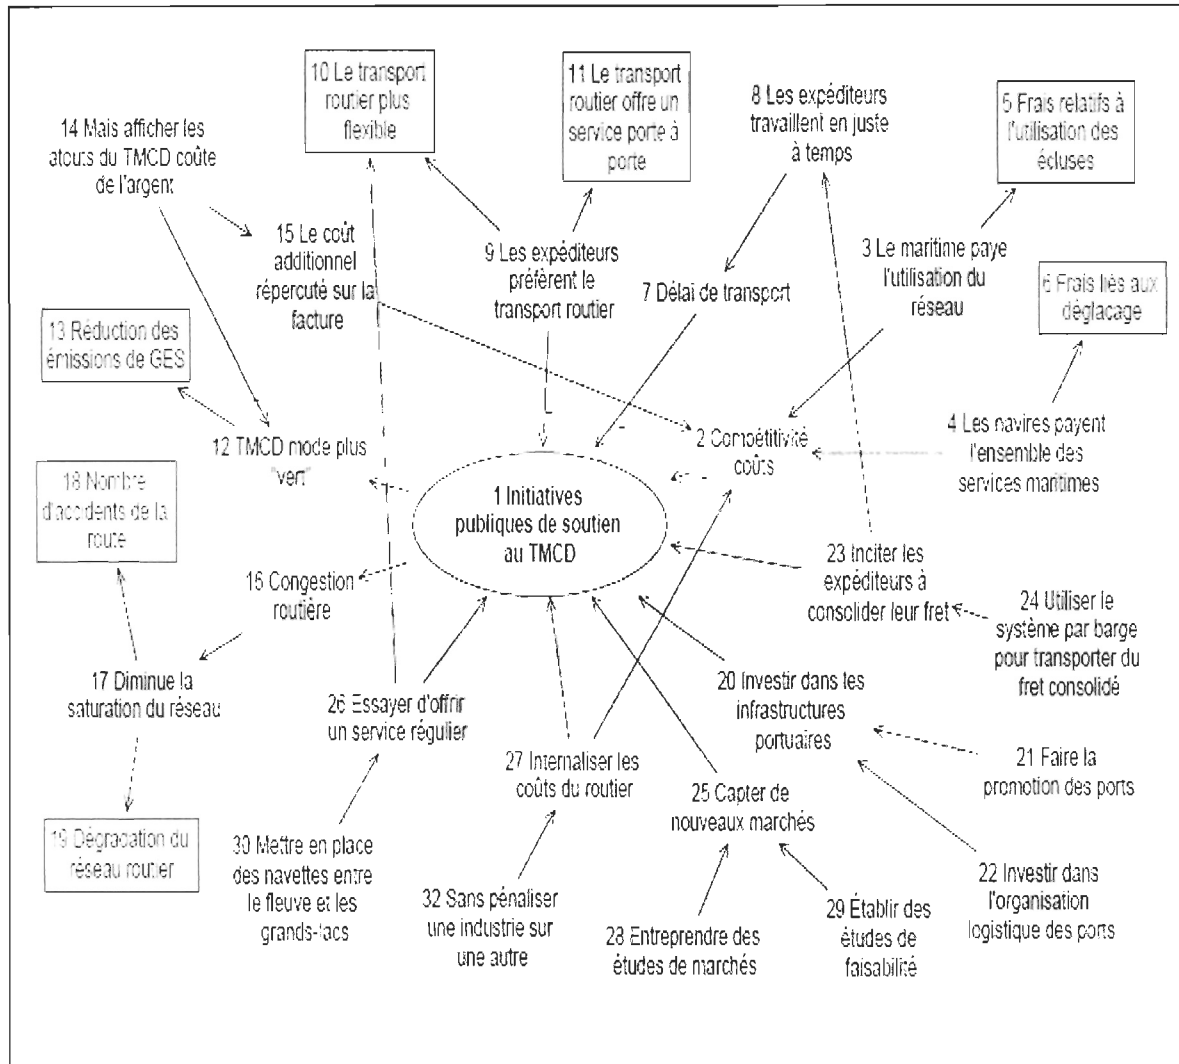 10 Le transport
routier plus
flexible
11 Le transport
routier offre un
service porte à
porte
8 Les expéditeurs
travaillent en juste
à temps
5 Frais relatifs à
l'utilisation des
écluses
14 Mais afficher les
atouts du TMCD coûte
de l'argent
15 Le coût
additionnel
répercuté sur la
facture
9 Les expéditeurs
préfèrent le
transport routier
7 Délai de transport
3 Le maritime paye
l'utilisation du
réseau
6 Frais liés aux
déglaçage
13 Réduction des
émissions de GES
12 TMCD mode plus
"vert"
2 Compétitivité
coûts
4 Les navires payent
l'ensemble des
services maritimes
18 Nombre
d'accidents de la
route
1 Initiatives
publiques de soutien
au TMCD
16 Congestion
routière
23 Inciter les
expéditeurs à
consolider leur fret
24 Utiliser le
système par barge
pour transporter du
fret consolidé
17 Diminue la
saturation du réseau
26 Essayer d'offrir
un service régulier
20 Investir dans les
infrastructures
portuaires
27 Internaliser les
coûts du routier
25 Capter de
nouveaux marchés
21 Faire la
promotion des ports
19 Dégradation du
réseau routier
30 Mettre en place
des navettes entre
le fleuve et les
grands-lacs
32 Sans pénaliser
une industrie sur
une autre
28 Entreprendre des
études de marchés
29 Établir des
études de
faisabilité
22 Investir dans
l'organisation
logistique des ports